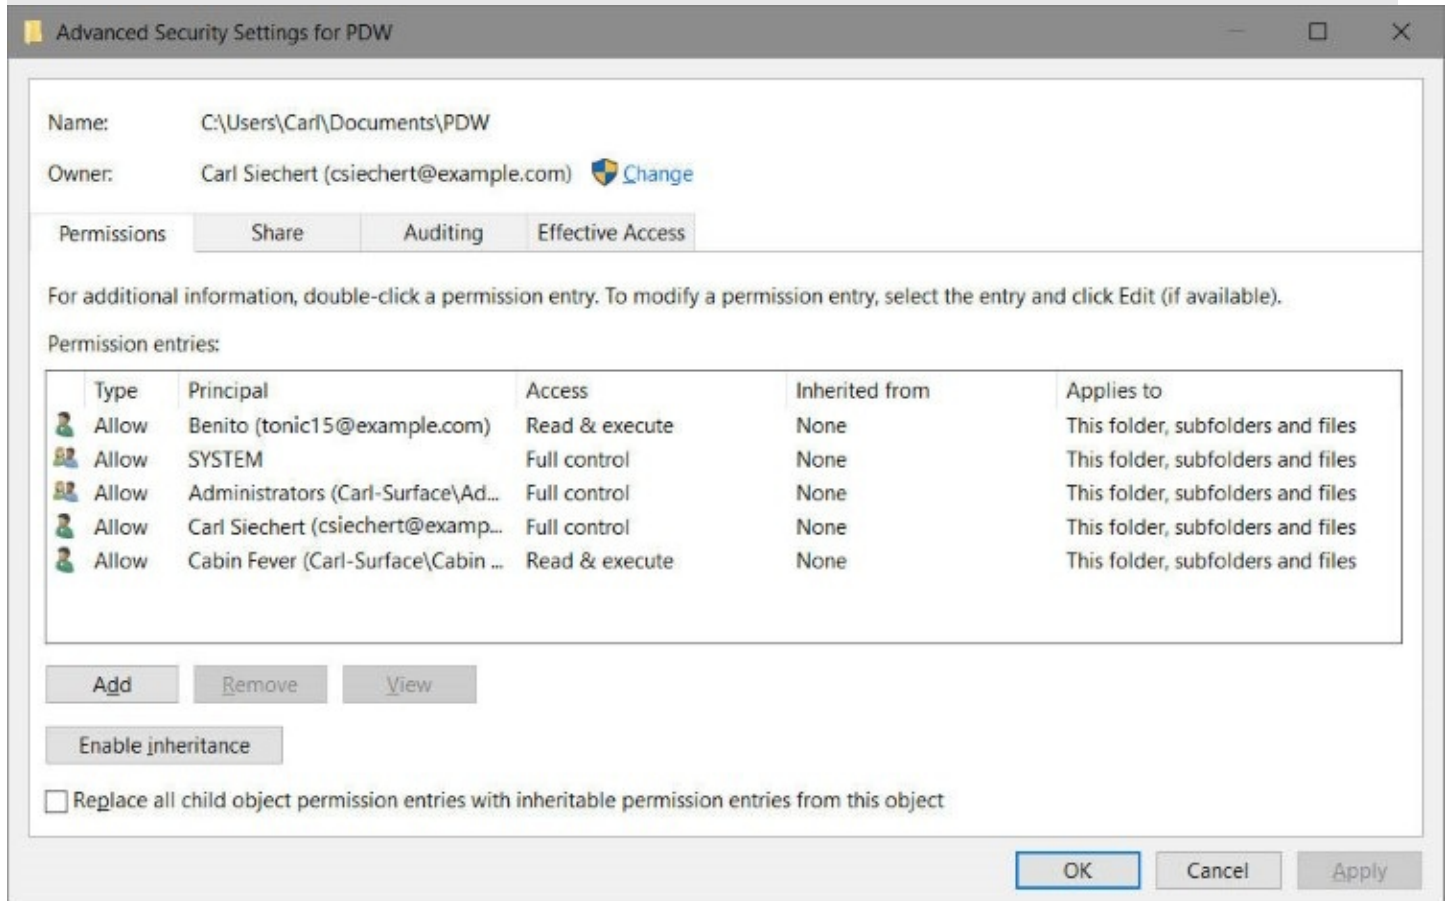 Advanced Security Settings for PDW
Name: C:\Users\Carl\Documents\PDW
Owner: Carl Siechert (csiechert@example.com) Change
Permissions Share Auditing Effective Access
For additional information, double-click a permission entry. To modify a permission entry, select the entry and click Edit (if available).
Permission entries:
Type Principal Access Inherited from Applies to
Allow Benito (tonic15@example.com) Read & execute None This folder, subfolders and files
Allow SYSTEM Full control None This folder, subfolders and files
Allow Administrators (Carl-Surface\Ad... Full control None This folder, subfolders and files
Allow Carl Siechert (csiechert@examp... Full control None This folder, subfolders and files
Allow Cabin Fever (Carl-Surface\Cabin ... Read & execute None This folder, subfolders and files
Add Remove View
Enable inheritance
Replace all child object permission entries with inheritable permission entries from this object
OK Cancel Apply